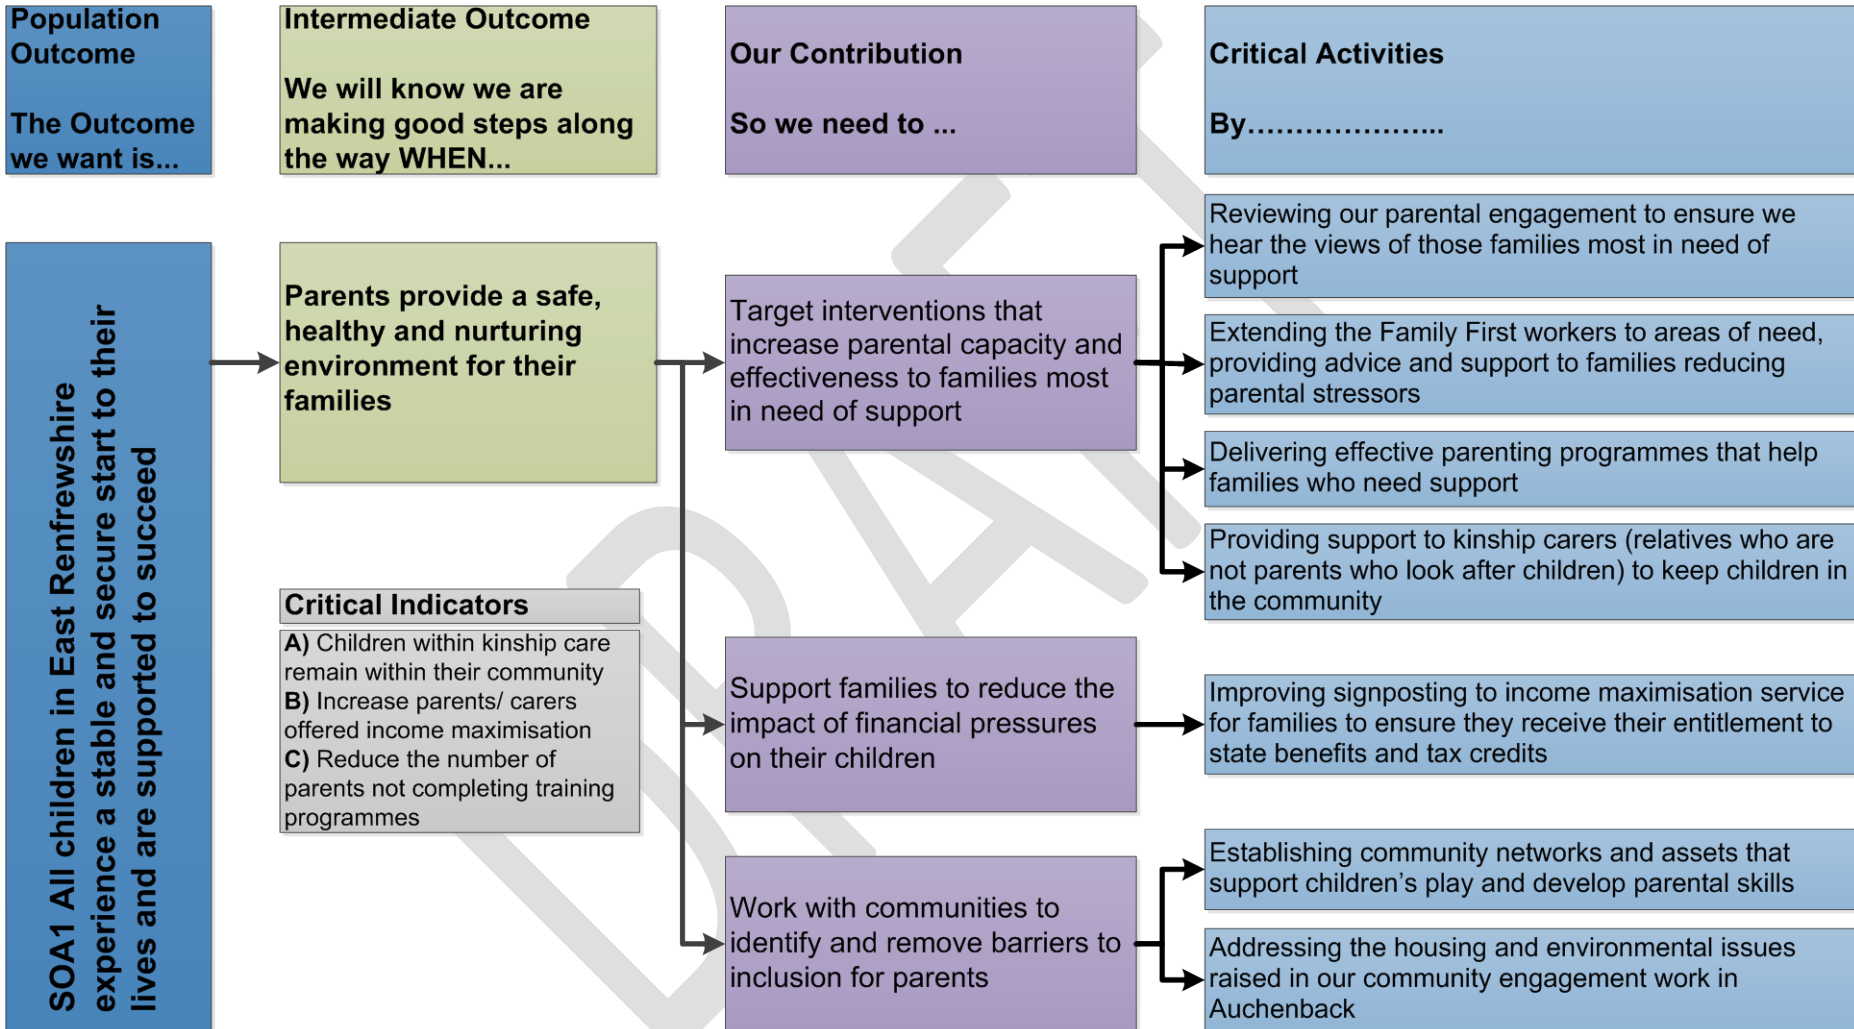 Population
Outcome
The Outcome
we want is...
Intermediate Outcome
We will know we are
making good steps along
the way WHEN...
Our Contribution
So we need to ...
Critical Activities
By…………………..
SOA1 All children in East Renfrewshire
experience a stable and secure start to their
lives and are supported to succeed
Parents provide a safe,
healthy and nurturing
environment for their
families
Critical Indicators
A) Children within kinship care
remain within their community
B) Increase parents/ carers
offered income maximisation
C) Reduce the number of
parents not completing training
programmes
Target interventions that
increase parental capacity and
effectiveness to families most
in need of support
Support families to reduce the
impact of financial pressures
on their children
Work with communities to
identify and remove barriers to
inclusion for parents
Reviewing our parental engagement to ensure we
hear the views of those families most in need of
support
Extending the Family First workers to areas of need,
providing advice and support to families reducing
parental stressors
Delivering effective parenting programmes that help
families who need support
Providing support to kinship carers (relatives who are
not parents who look after children) to keep children in
the community
Improving signposting to income maximisation service
for families to ensure they receive their entitlement to
state benefits and tax credits
Establishing community networks and assets that
support children’s play and develop parental skills
Addressing the housing and environmental issues
raised in our community engagement work in
Auchenback
DRAFT